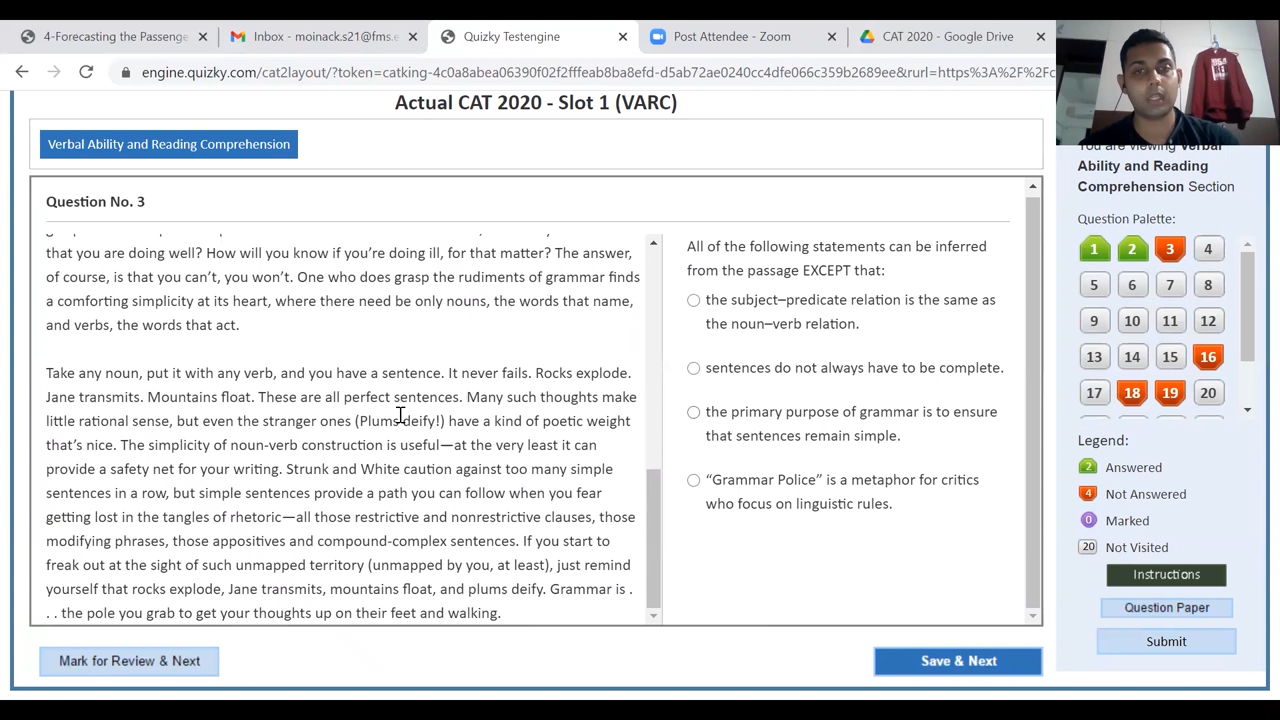 4-Forecasting the Passenge
Inbox - moinack.s21@fms.e
Quizky Testengine
Post Attendee - Zoom
CAT 2020 - Google Drive
engine.quizky.com/cat2layout/?token=catking-4c0a8abea06390f02f2fffeab8ba8efd-d5ab72ae0240cc4dfe066c359b2689ee&rurl=https%3A%2F%2Fc
Actual CAT 2020 - Slot 1 (VARC)
Verbal Ability and Reading Comprehension
Question No. 3
that you are doing well? How will you know if you're doing ill, for that matter? The answer,
of course, is that you can't, you won't. One who does grasp the rudiments of grammar finds
a comforting simplicity at its heart, where there need be only nouns, the words that name,
and verbs, the words that act.
Take any noun, put it with any verb, and you have a sentence. It never fails. Rocks explode.
Jane transmits. Mountains float. These are all perfect sentences. Many such thoughts make
little rational sense, but even the stranger ones (Plums deify!) have a kind of poetic weight
that's nice. The simplicity of noun-verb construction is useful—at the very least it can
provide a safety net for your writing. Strunk and White caution against too many simple
sentences in a row, but simple sentences provide a path you can follow when you fear
getting lost in the tangles of rhetoric—all those restrictive and nonrestrictive clauses, those
modifying phrases, those appositives and compound-complex sentences. If you start to
freak out at the sight of such unmapped territory (unmapped by you, at least), just remind
yourself that rocks explode, Jane transmits, mountains float, and plums deify. Grammar is .
. . the pole you grab to get your thoughts up on their feet and walking.
All of the following statements can be inferred
from the passage EXCEPT that:
the subject–predicate relation is the same as
the noun–verb relation.
sentences do not always have to be complete.
the primary purpose of grammar is to ensure
that sentences remain simple.
“Grammar Police” is a metaphor for critics
who focus on linguistic rules.
Mark for Review & Next
Save & Next
You are viewing Verbal
Ability and Reading
Comprehension Section
Question Palette:
1 2 3 4
5 6 7 8
9 10 11 12
13 14 15 16
17 18 19 20
Legend:
2 Answered
4 Not Answered
0 Marked
20 Not Visited
Instructions
Question Paper
Submit